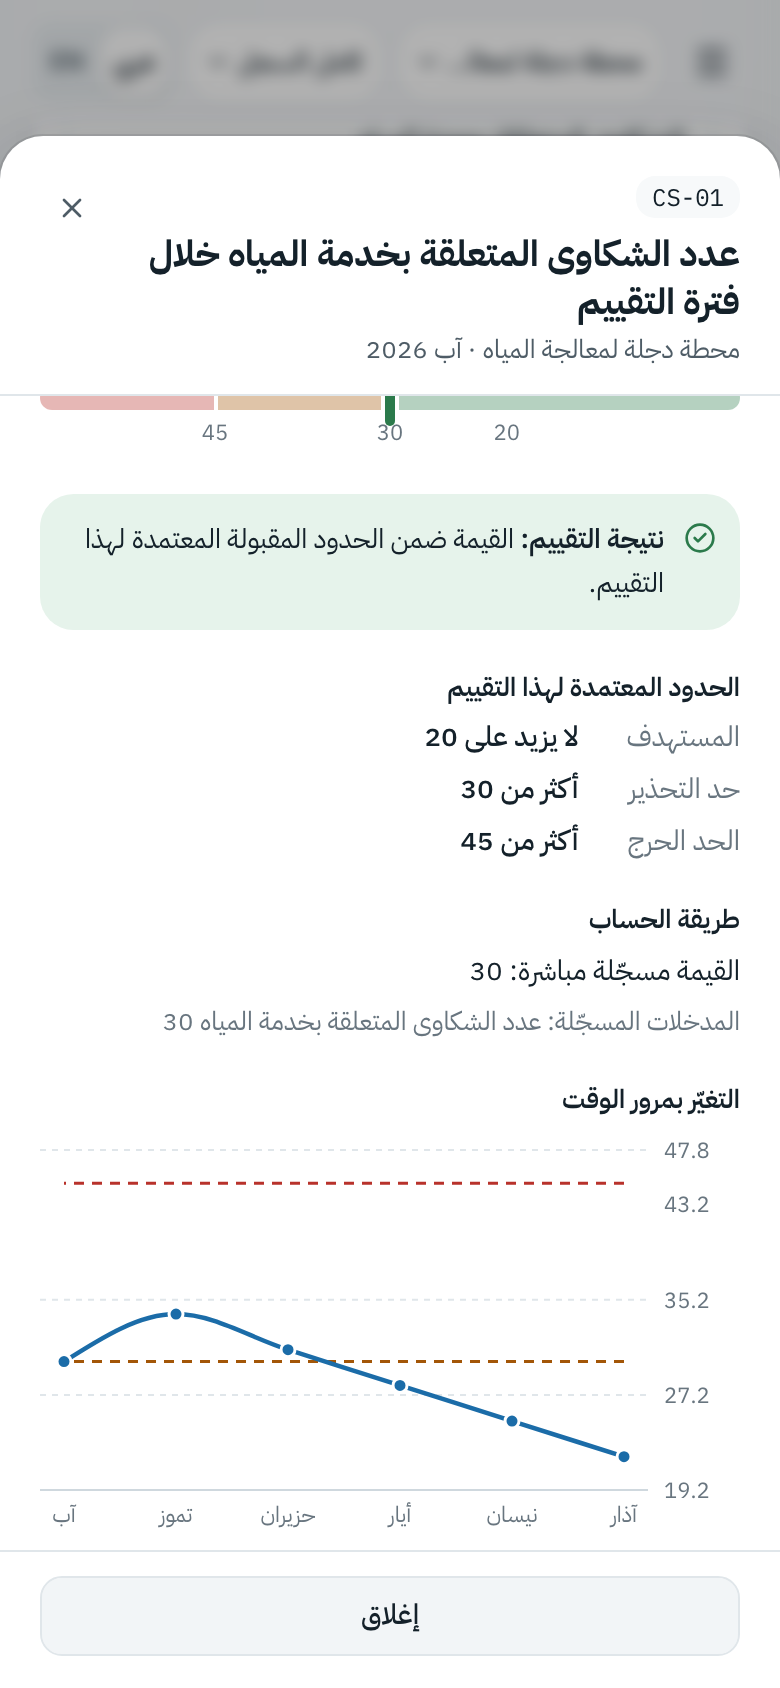 CS-01
عدد الشكاوى المتعلقة بخدمة المياه خلال
فترة التقييم
محطة دجلة لمعالجة المياه · آب 2026
20 30 45
نتيجة التقييم: القيمة ضمن الحدود المقبولة المعتمدة لهذا
التقييم.
الحدود المعتمدة لهذا التقييم
المستهدف لا يزيد على 20
حد التحذير أكثر من 30
الحد الحرج أكثر من 45
طريقة الحساب
القيمة مسجّلة مباشرة: 30
المدخلات المسجّلة: عدد الشكاوى المتعلقة بخدمة المياه 30
التغيّر بمرور الوقت
47.8
43.2
35.2
27.2
19.2
آذار نيسان أيار حزيران تموز آب
إغلاق